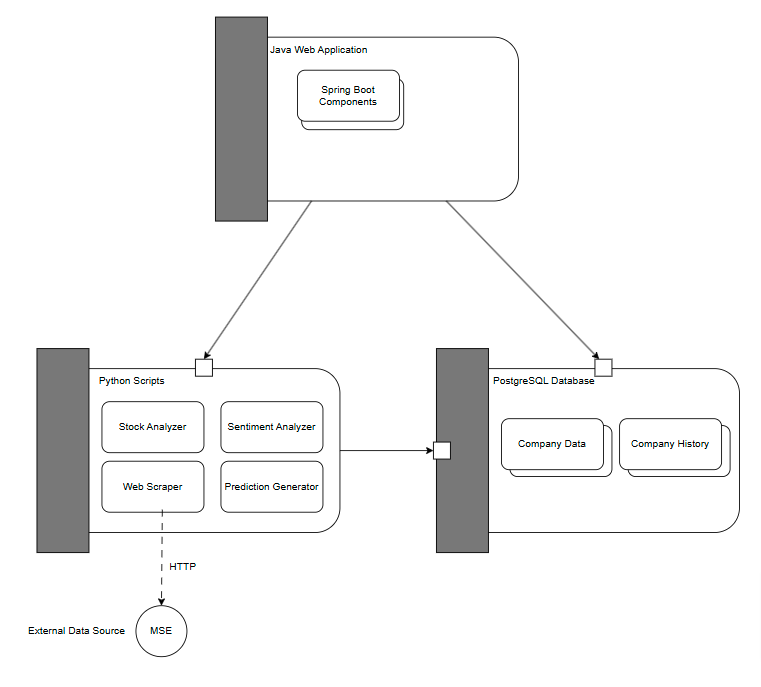 Java Web Application
Spring Boot
Components
Python Scripts
Stock Analyzer
Sentiment Analyzer
Web Scraper
Prediction Generator
PostgreSQL Database
Company Data
Company History
HTTP
External Data Source
MSE